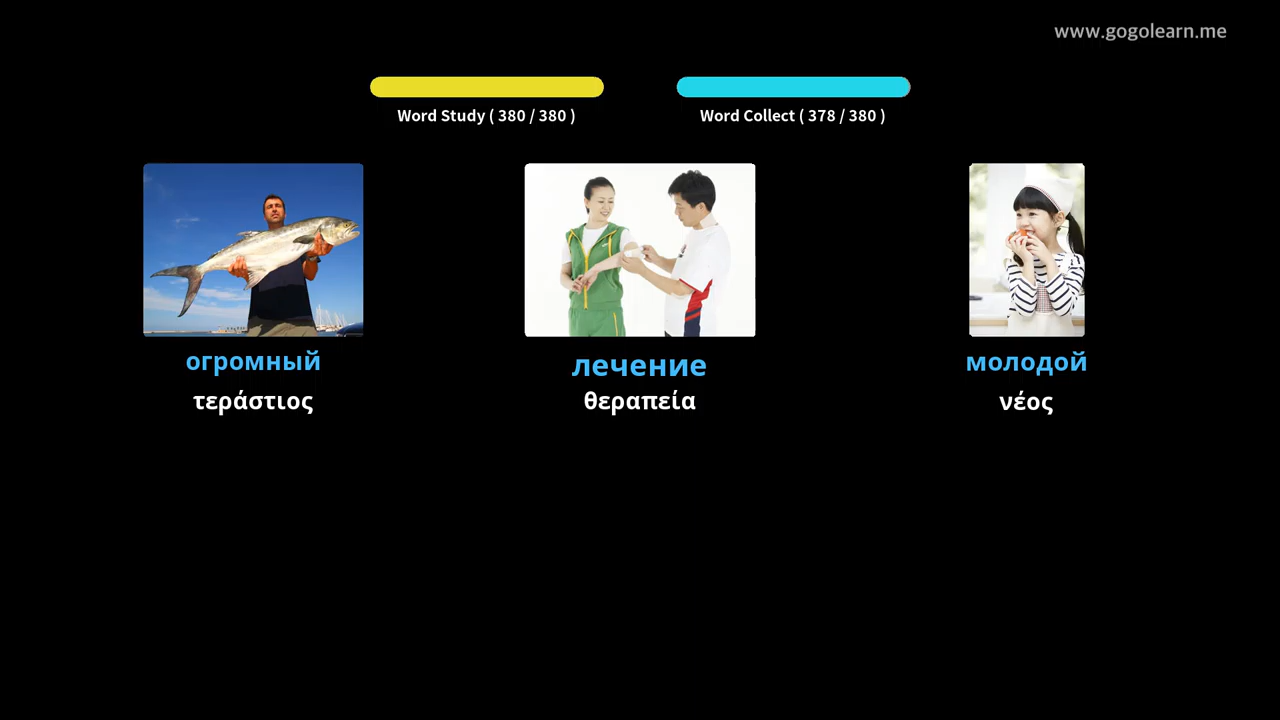 www.gogolearn.me
Word Study ( 380 / 380 )
Word Collect ( 378 / 380 )
огромный
τεράστιος
лечение
θεραπεία
молодой
νέος